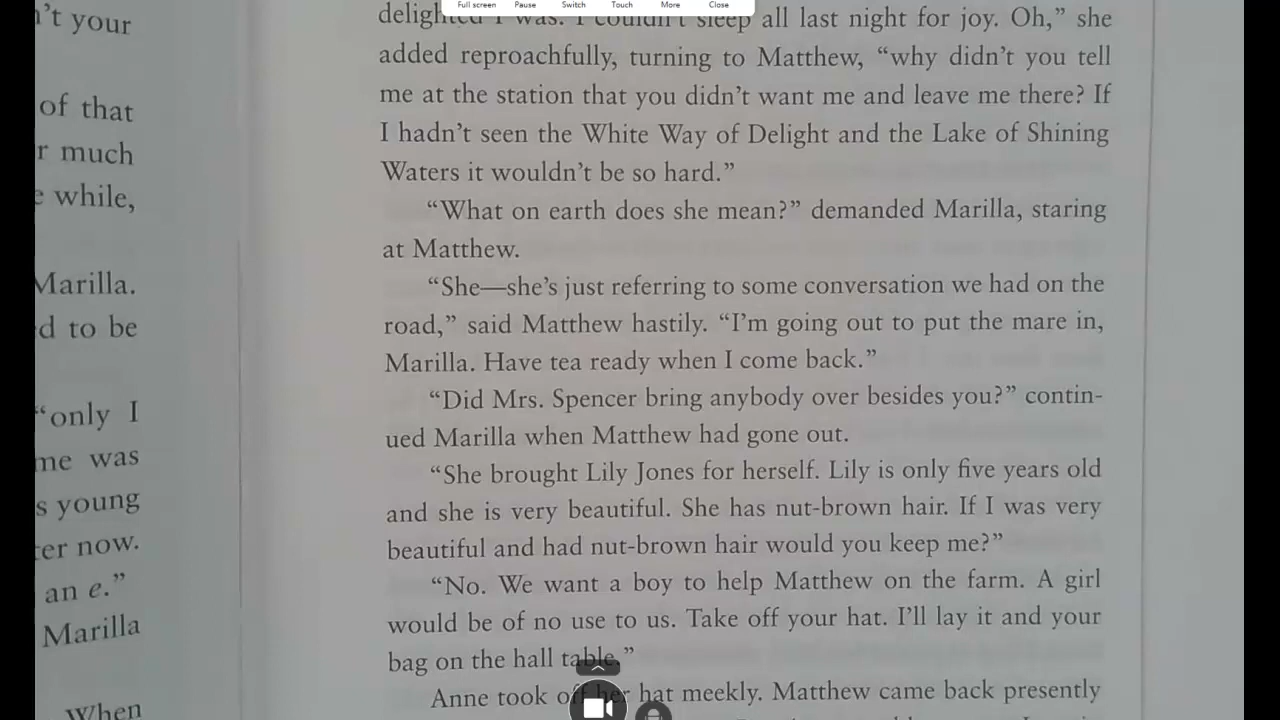 Full screen Pause Switch Touch More Close
n't your
of that
r much
e while,
Marilla.
d to be
“only I
me was
s young
ter now.
an e.”
Marilla
When
delighted I was. I couldn't sleep all last night for joy. Oh,” she
added reproachfully, turning to Matthew, “why didn't you tell
me at the station that you didn't want me and leave me there? If
I hadn't seen the White Way of Delight and the Lake of Shining
Waters it wouldn't be so hard.”
“What on earth does she mean?” demanded Marilla, staring
at Matthew.
“She—she's just referring to some conversation we had on the
road,” said Matthew hastily. “I'm going out to put the mare in,
Marilla. Have tea ready when I come back.”
“Did Mrs. Spencer bring anybody over besides you?” contin-
ued Marilla when Matthew had gone out.
“She brought Lily Jones for herself. Lily is only five years old
and she is very beautiful. She has nut-brown hair. If I was very
beautiful and had nut-brown hair would you keep me?”
“No. We want a boy to help Matthew on the farm. A girl
would be of no use to us. Take off your hat. I'll lay it and your
bag on the hall table.”
Anne took off her hat meekly. Matthew came back presently